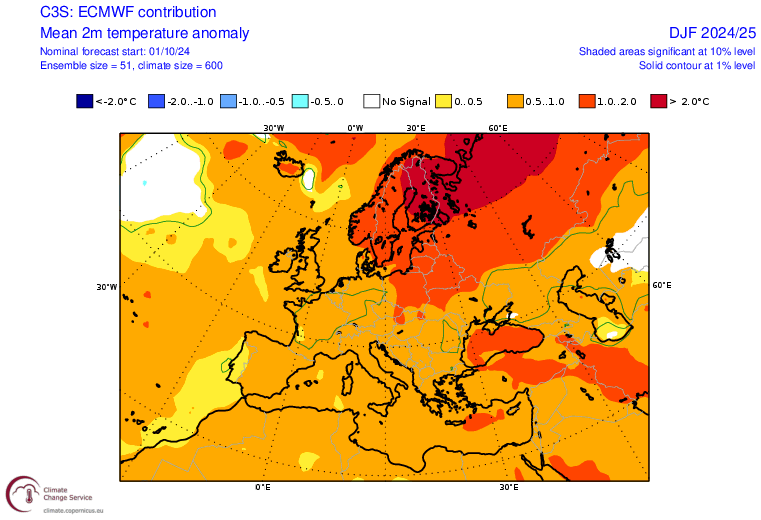 C3S: ECMWF contribution
Mean 2m temperature anomaly
DJF 2024/25
Nominal forecast start: 01/10/24
Shaded areas significant at 10% level
Ensemble size = 51, climate size = 600
Solid contour at 1% level
<-2.0°C
-2.0..-1.0
-1.0..-0.5
-0.5..0
No Signal
0..0.5
0.5..1.0
1.0..2.0
> 2.0°C
30°W
0°W
30°E
60°E
30°W
60°E
0°E
30°E
Climate
Change Service
climate.copernicus.eu